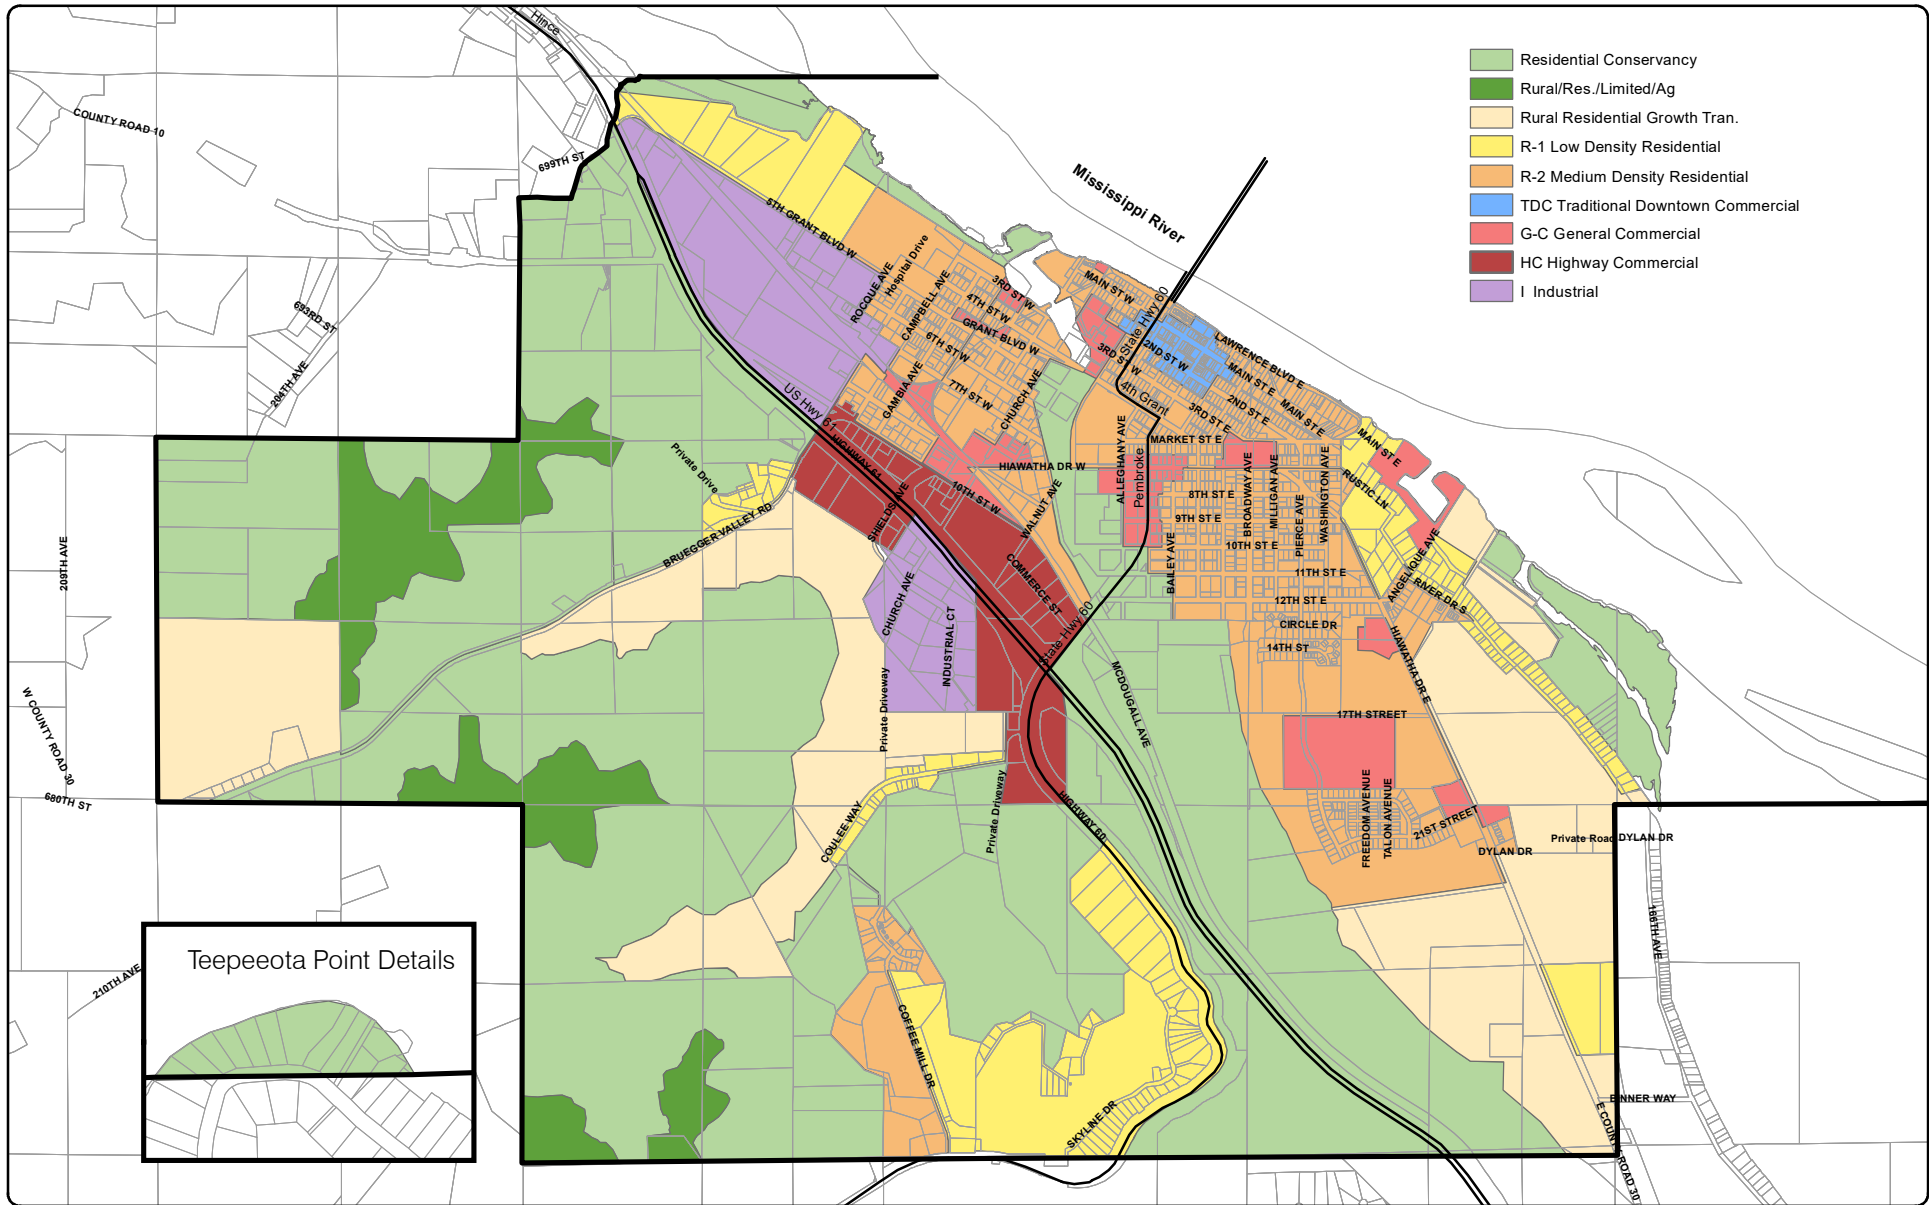 Hince
COUNTY ROAD 10
699TH ST
Residential Conservancy
Rural/Res./Limited/Ag
Rural Residential Growth Tran.
R-1 Low Density Residential
R-2 Medium Density Residential
TDC Traditional Downtown Commercial
G-C General Commercial
HC Highway Commercial
I Industrial
Mississippi River
5TH GRANT BLVD W
Hospital Drive
ROCQUE AVE
CAMPBELL AVE
3RD ST W
4TH ST W
GRANT BLVD W
6TH ST W
7TH ST W
GAMBIA AVE
CHURCH AVE
MAIN ST W
State Hwy 60
3RD ST W
2ND ST W
4th Grant
LAWRENCE BLVD E
MAIN ST E
2ND ST E
MAIN ST E
3RD ST E
MARKET ST E
MAIN ST E
693RD ST
204TH AVE
US Hwy 61
HIGHWAY 61
Private Drive
BRUEGGER VALLEY RD
SHIELDS AVE
10TH ST W
HIAWATHA DR W
WALNUT AVE
ALLEGHANY AVE
Pembroke
8TH ST E
9TH ST E
10TH ST E
11TH ST E
12TH ST E
CIRCLE DR
14TH ST
BAILEY AVE
BROADWAY AVE
MILLIGAN AVE
PIERCE AVE
WASHINGTON AVE
RUSTIC LN
ANGELIQUE AVE
RIVER DR S
HIAWATHA DR E
COMMERCE ST
State Hwy 60
CHURCH AVE
INDUSTRIAL CT
Private Driveway
MCDOUGALL AVE
17TH STREET
209TH AVE
W COUNTY ROAD 30
680TH ST
COULEE WAY
Private Driveway
HIGHWAY 60
FREEDOM AVENUE
TALON AVENUE
21ST STREET
DYLAN DR
Private Road
DYLAN DR
166TH AVE
210TH AVE
Teepeeota Point Details
COFFEE MILL DR
SKYLINE DR
BINNER WAY
E COUNTY ROAD 30